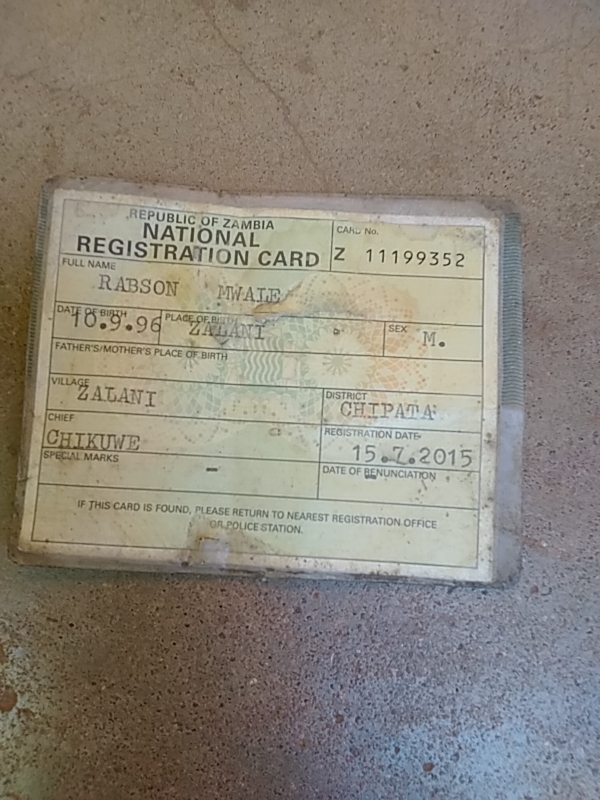 REPUBLIC OF ZAMBIA
NATIONAL
REGISTRATION CARD
CARD No.
Z 11199352
FULL NAME
RABSON MWALE
DATE OF BIRTH
10.9.96
PLACE OF BIRTH
ZALANI
SEX
M.
FATHER'S/MOTHER'S PLACE OF BIRTH
VILLAGE
ZALANI
DISTRICT
CHIPATA
CHIEF
CHIKUWE
REGISTRATION DATE
15.7.2015
SPECIAL MARKS
-
DATE OF RENUNCIATION
-
IF THIS CARD IS FOUND, PLEASE RETURN TO NEAREST REGISTRATION OFFICE
OR POLICE STATION.